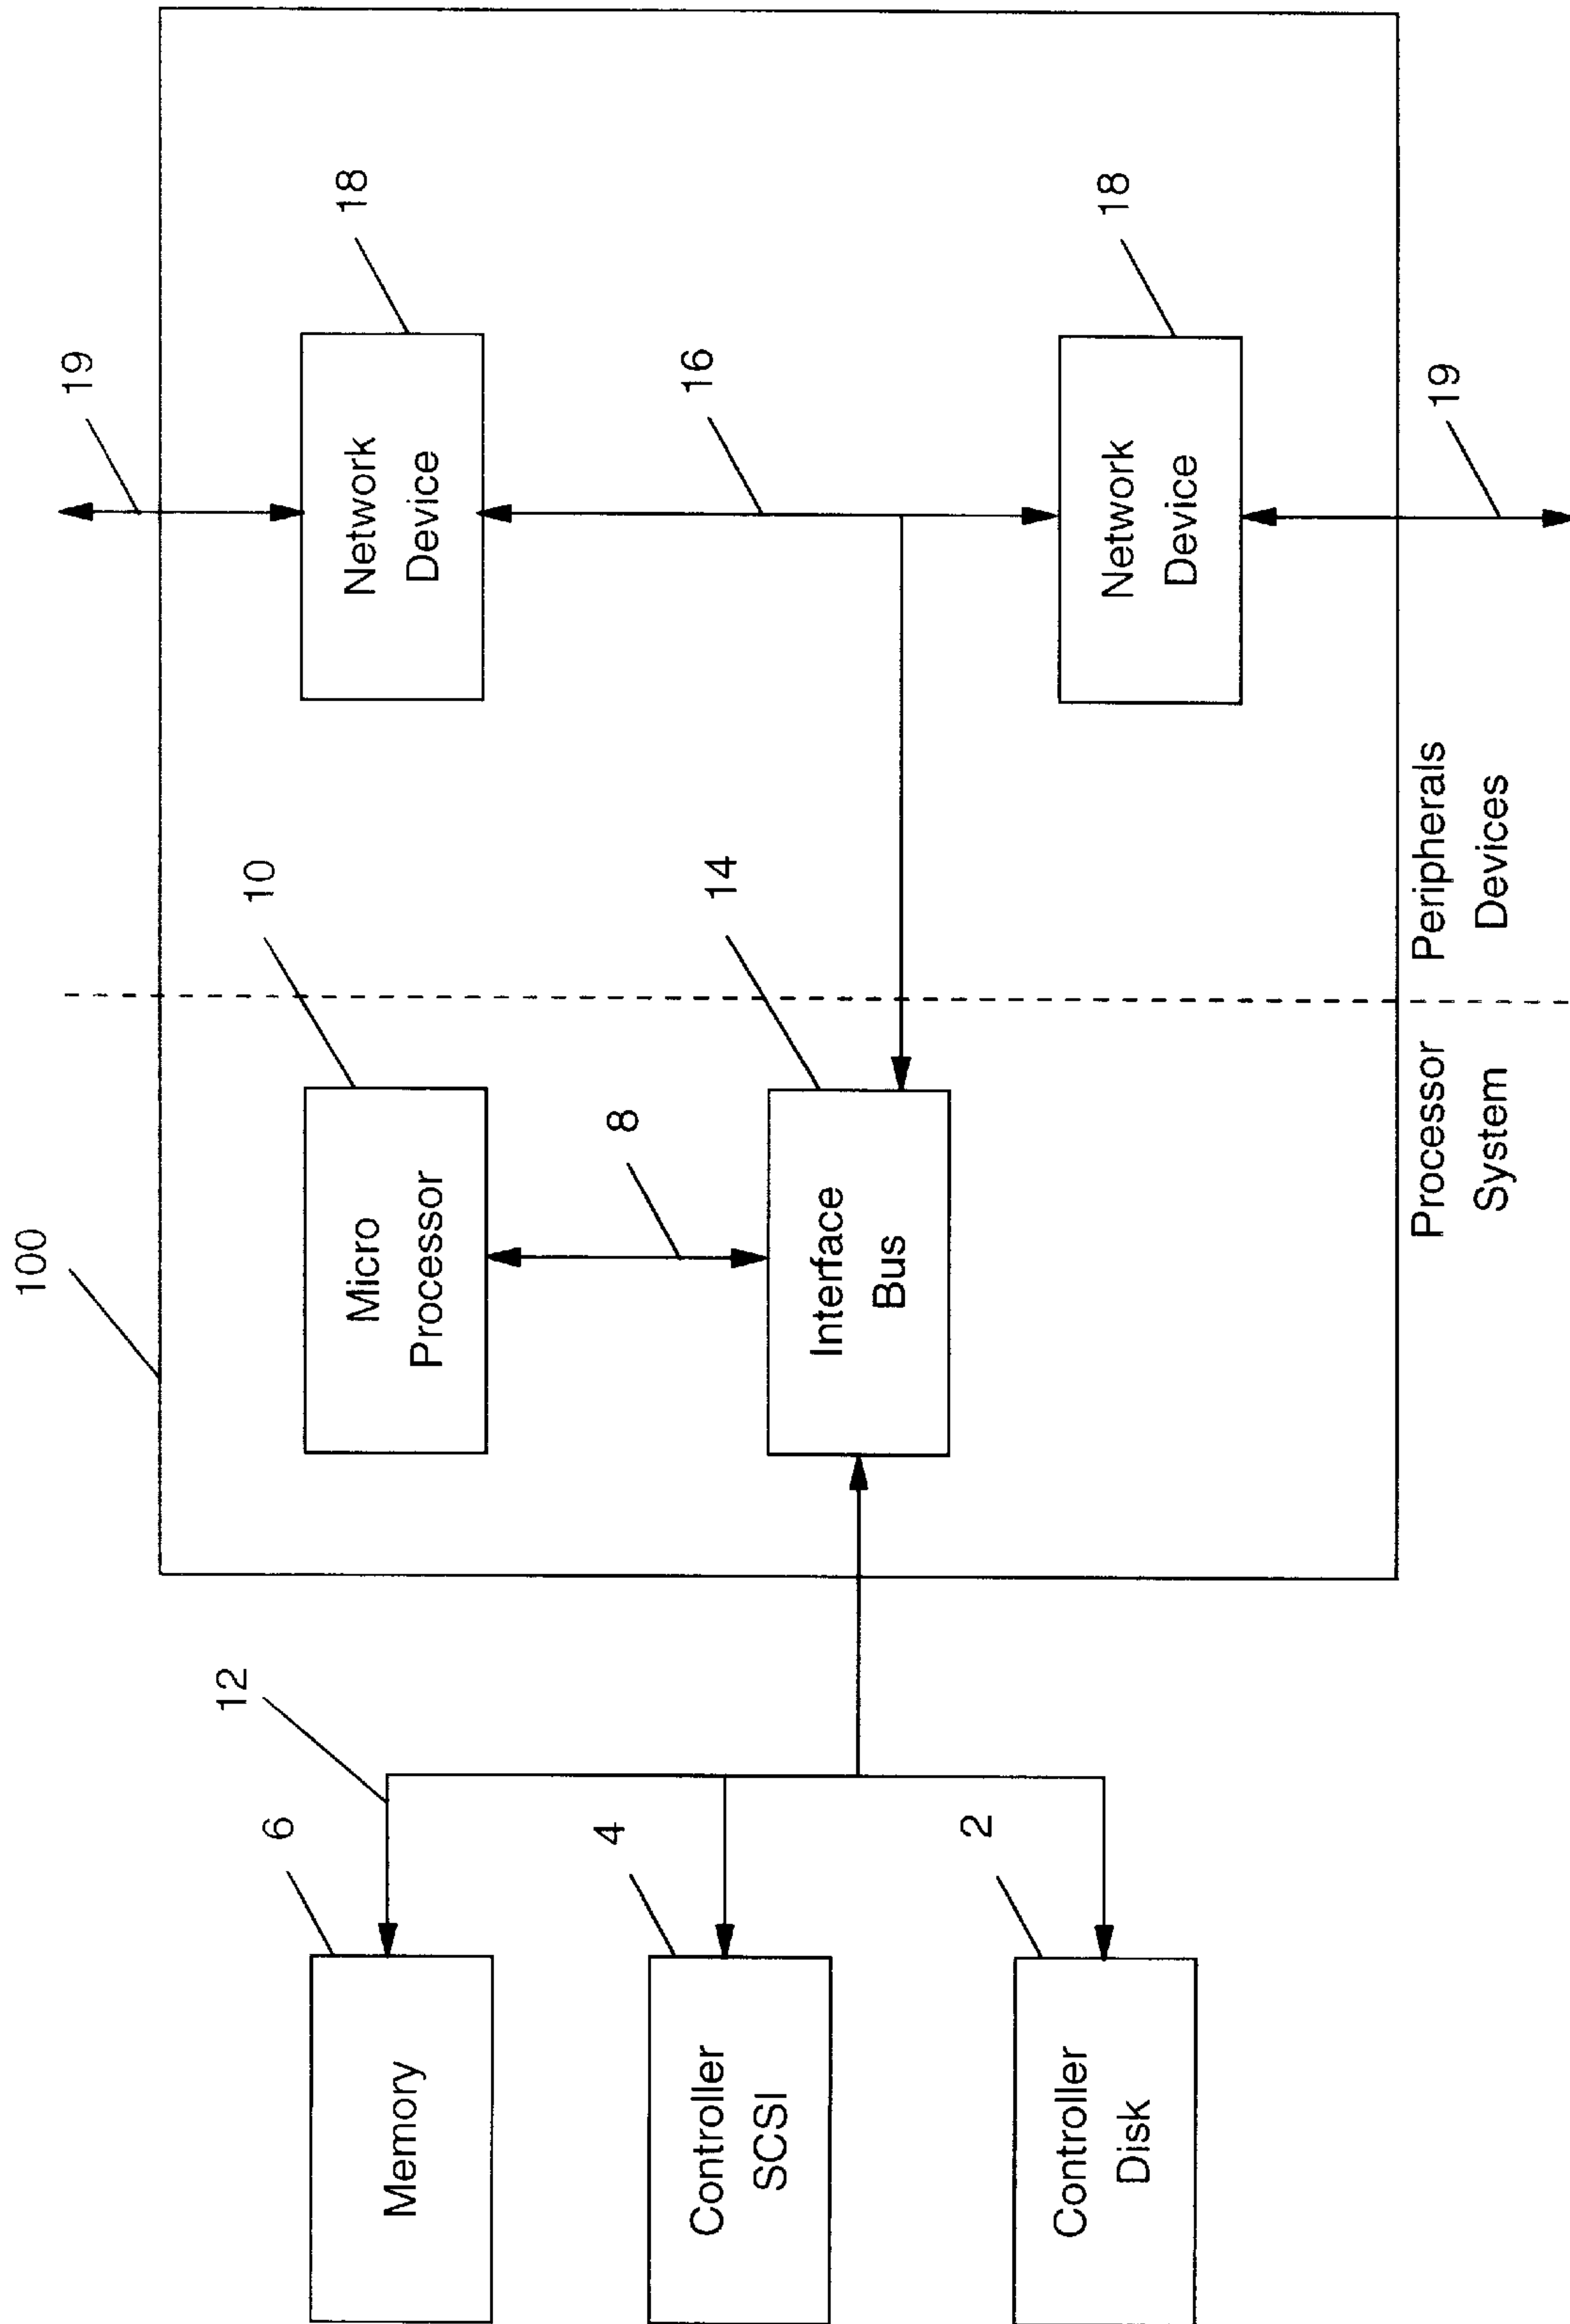 100
19
12
10
6
18
Memory
Micro
Processor
Network
Device
4
8
16
Controller
SCSI
14
Interface
Bus
2
18
Controller
Disk
Network
Device
Processor
System
Peripherals
Devices
19